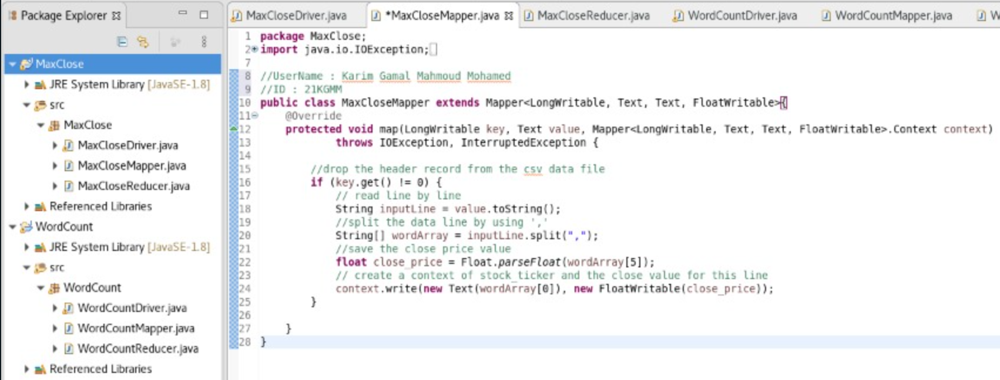 Package Explorer
MaxClose
JRE System Library [JavaSE-1.8]
src
MaxClose
MaxCloseDriver.java
MaxCloseMapper.java
MaxCloseReducer.java
Referenced Libraries
WordCount
JRE System Library [JavaSE-1.8]
src
WordCount
WordCountDriver.java
WordCountMapper.java
WordCountReducer.java
Referenced Libraries
MaxCloseDriver.java *MaxCloseMapper.java MaxCloseReducer.java WordCountDriver.java WordCountMapper.java W
1 package MaxClose;
2 import java.io.IOException;
7
8 //UserName : Karim Gamal Mahmoud Mohamed
9 //ID : 21KGMM
10 public class MaxCloseMapper extends Mapper<LongWritable, Text, Text, FloatWritable>{
11 @Override
12 protected void map(LongWritable key, Text value, Mapper<LongWritable, Text, Text, FloatWritable>.Context context)
13 throws IOException, InterruptedException {
14
15 //drop the header record from the csv data file
16 if (key.get() != 0) {
17 // read line by line
18 String inputLine = value.toString();
19 //split the data line by using ','
20 String[] wordArray = inputLine.split(",");
21 //save the close price value
22 float close_price = Float.parseFloat(wordArray[5]);
23 // create a context of stock_ticker and the close value for this line
24 context.write(new Text(wordArray[0]), new FloatWritable(close_price));
25 }
26
27 }
28 }